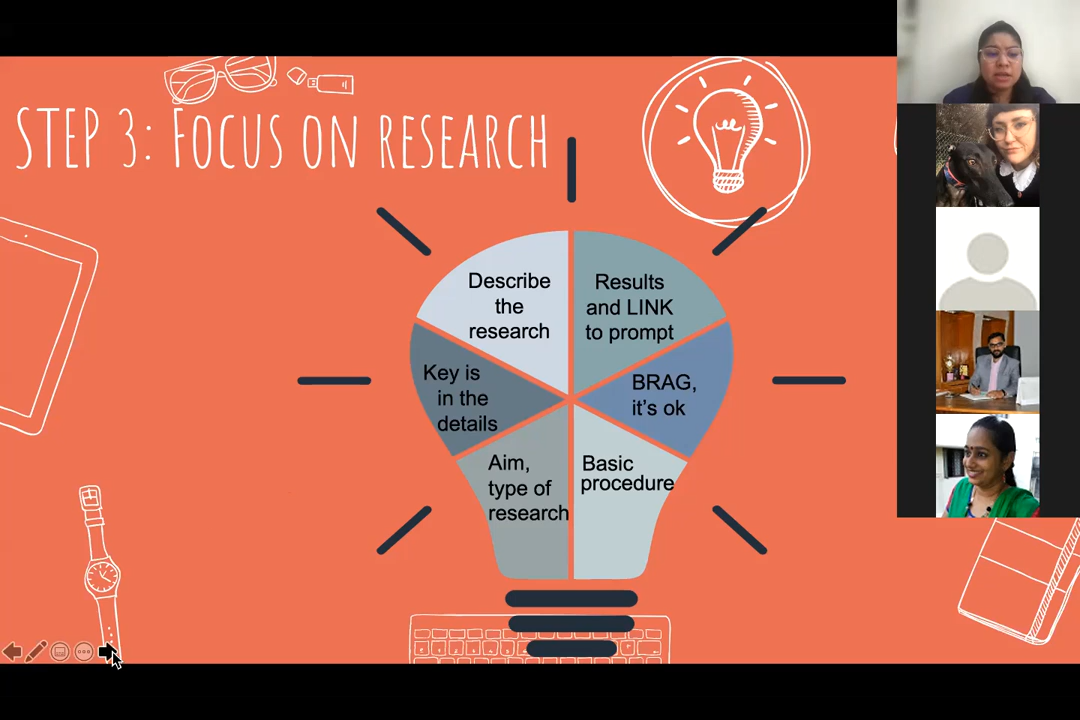 STEP 3: FOCUS ON RESEARCH
Describe
the
research
Results
and LINK
to prompt
Key is
in the
details
BRAG,
it's ok
Aim,
type of
research
Basic
procedure